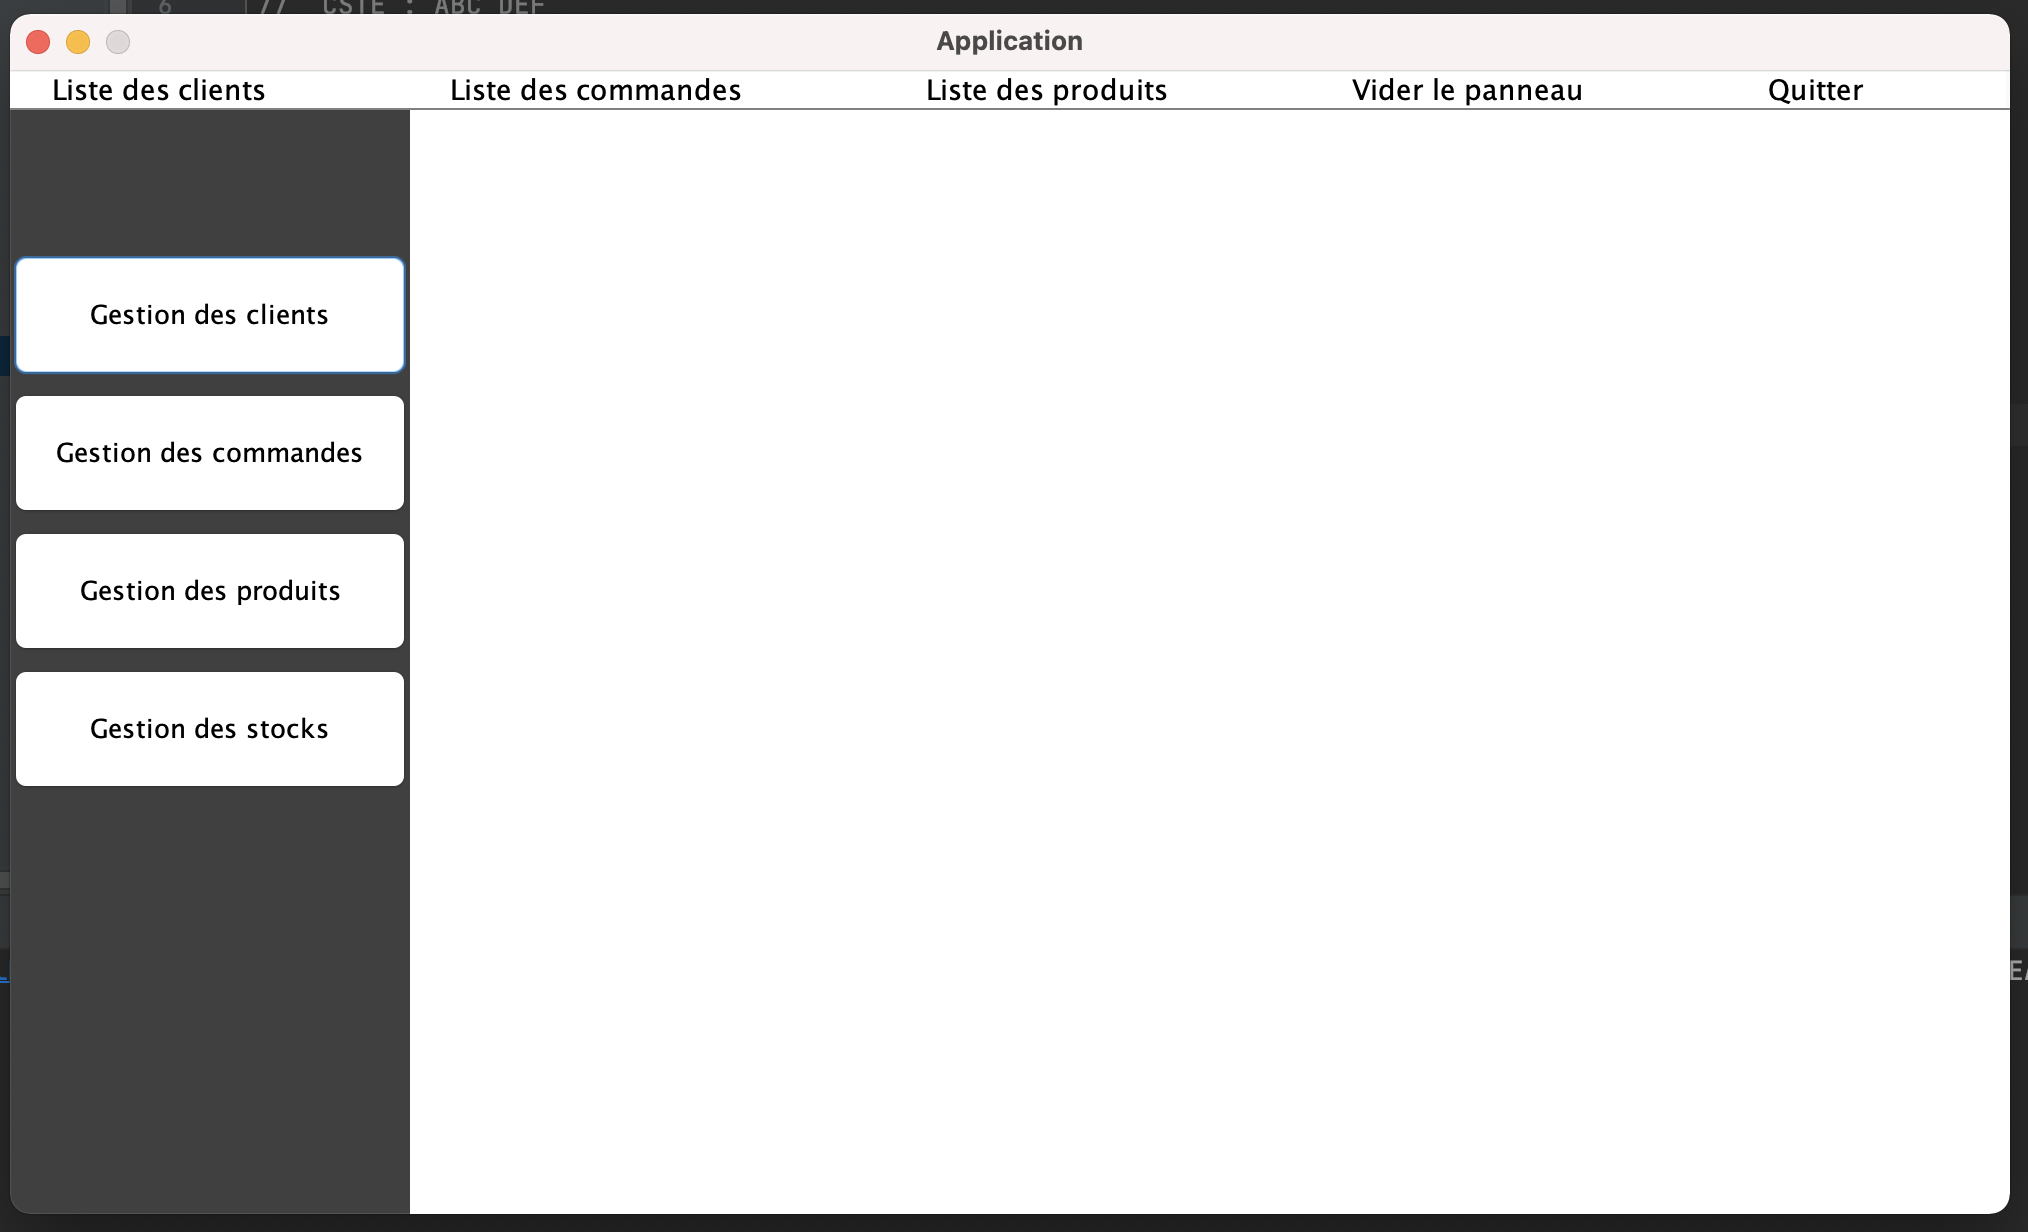 6 // CSTE : ABC DEF
Application
Liste des clients Liste des commandes Liste des produits Vider le panneau Quitter
Gestion des clients
Gestion des commandes
Gestion des produits
Gestion des stocks